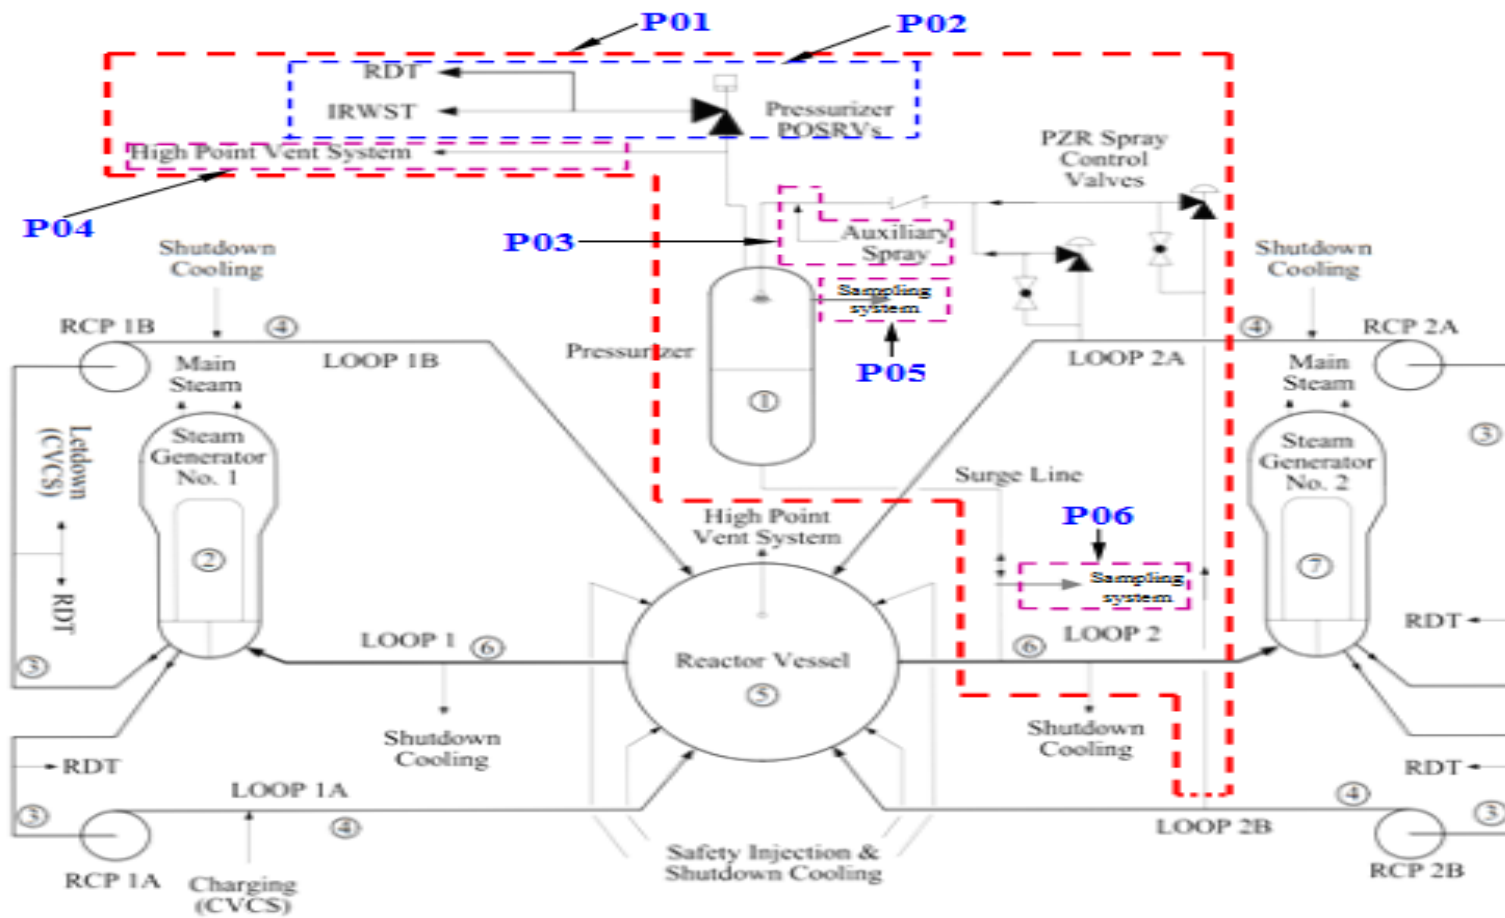 P01
P02
RDT
IRWST
Pressurizer
POSRVs
High Point Vent System
PZR Spray
Control
Valves
P04
P03
Auxiliary
Spray
Shutdown
Cooling
Shutdown
Cooling
Sampling
system
RCP 1B
④
LOOP 1B
Pressurizer
P05
④
LOOP 2A
RCP 2A
Main
Steam
Main
Steam
①
Letdown
(CVCS)
Steam
Generator
No. 1
Steam
Generator
No. 2
③
Surge Line
High Point
Vent System
P06
②
⑦
Sampling
system
RDT
RDT
LOOP 1
⑥
Reactor Vessel
⑤
⑥
LOOP 2
③
Shutdown
Cooling
Shutdown
Cooling
RDT
RDT
LOOP 1A
④
④
LOOP 2B
③
③
RCP 1A
Charging
(CVCS)
Safety Injection &
Shutdown Cooling
RCP 2B